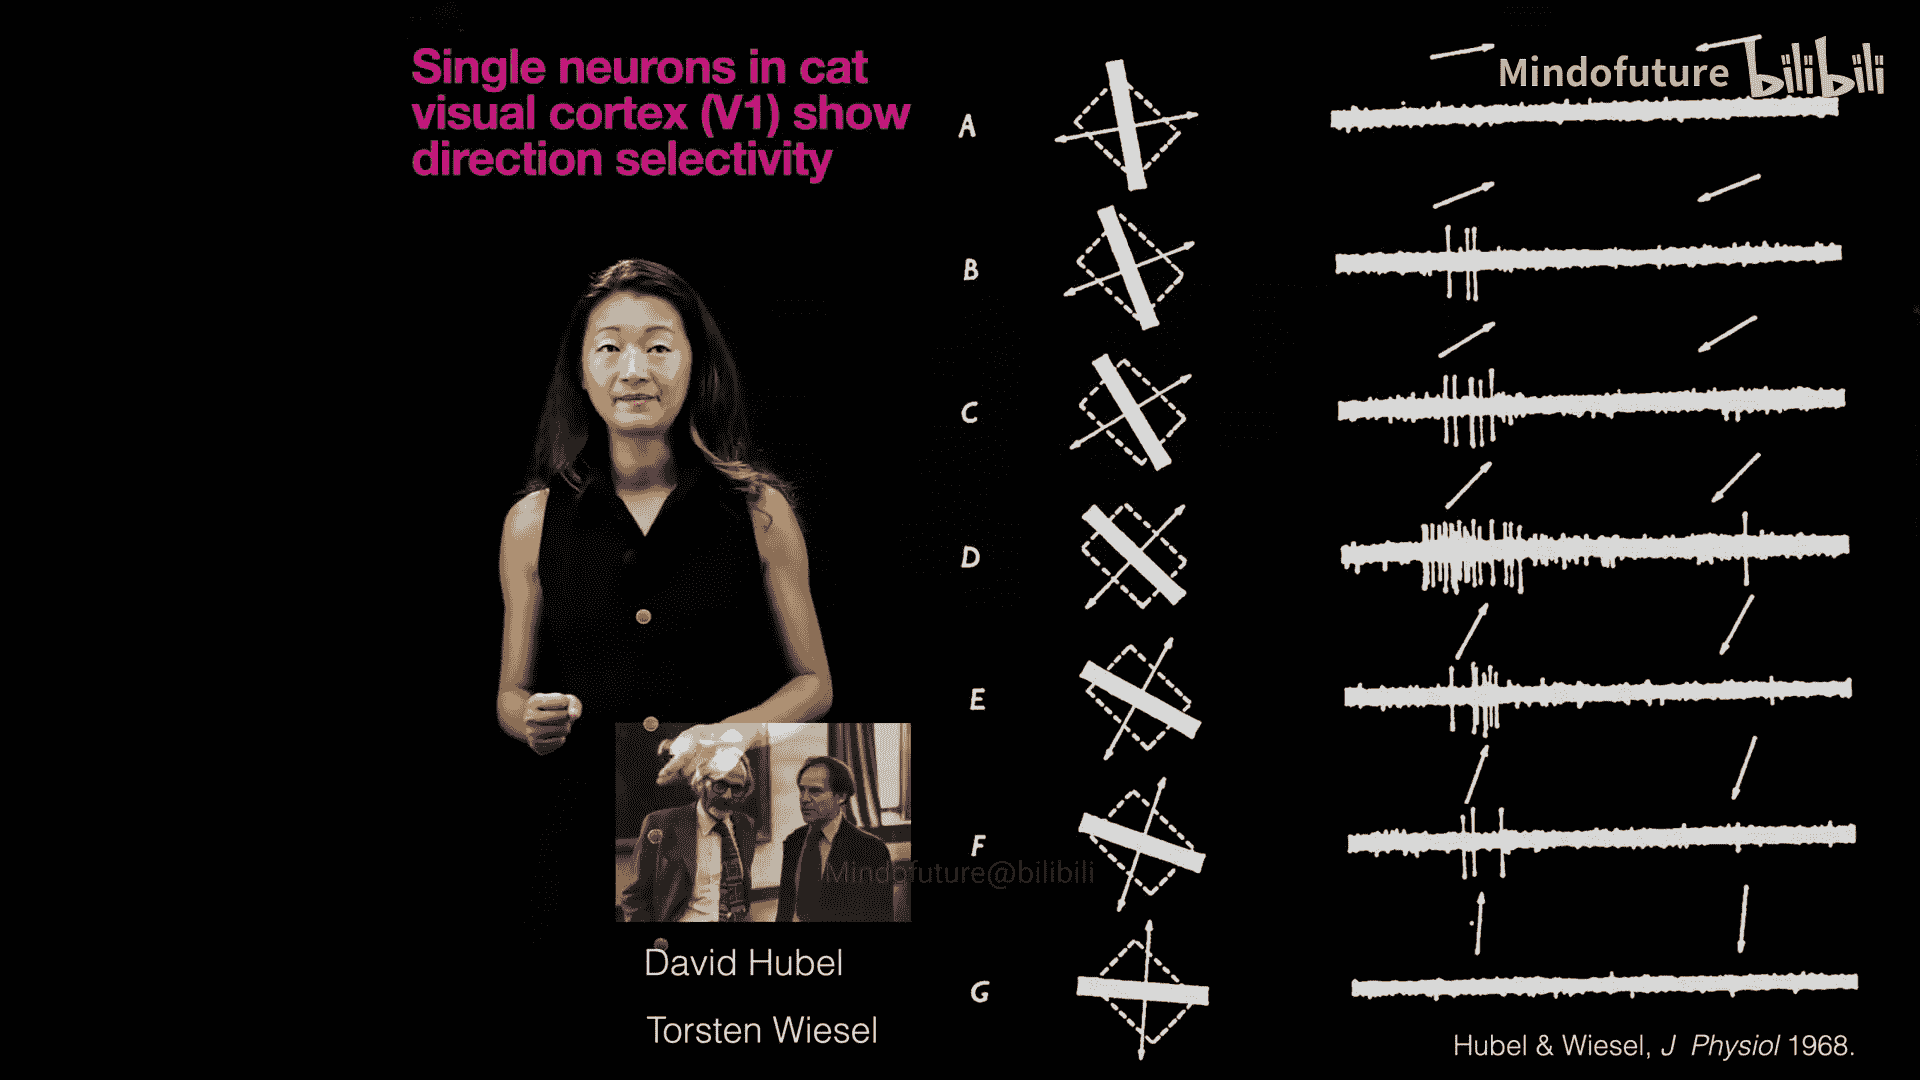 Single neurons in cat
visual cortex (V1) show
direction selectivity
Mindofuture bilibili
A
B
C
D
E
F
G
Mindofuture@bilibili
David Hubel
Torsten Wiesel
Hubel & Wiesel, J Physiol 1968.